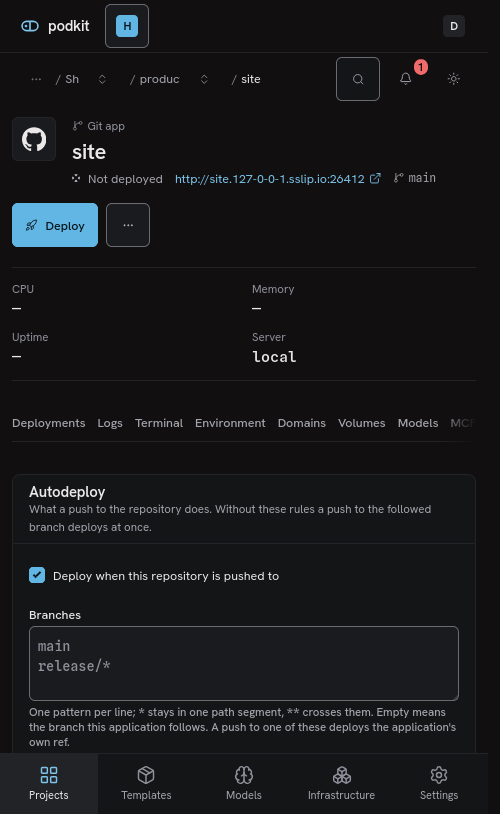 podkit H D
... / Sh / produc / site 1
Git app
site
Not deployed http://site.127-0-0-1.sslip.io:26412 main
Deploy ...
CPU Memory
— —
Uptime Server
— local
Deployments Logs Terminal Environment Domains Volumes Models MCP
Autodeploy
What a push to the repository does. Without these rules a push to the followed
branch deploys at once.
Deploy when this repository is pushed to
Branches
main
release/*
One pattern per line; * stays in one path segment, ** crosses them. Empty means
the branch this application follows. A push to one of these deploys the application's
own ref.
Projects Templates Models Infrastructure Settings